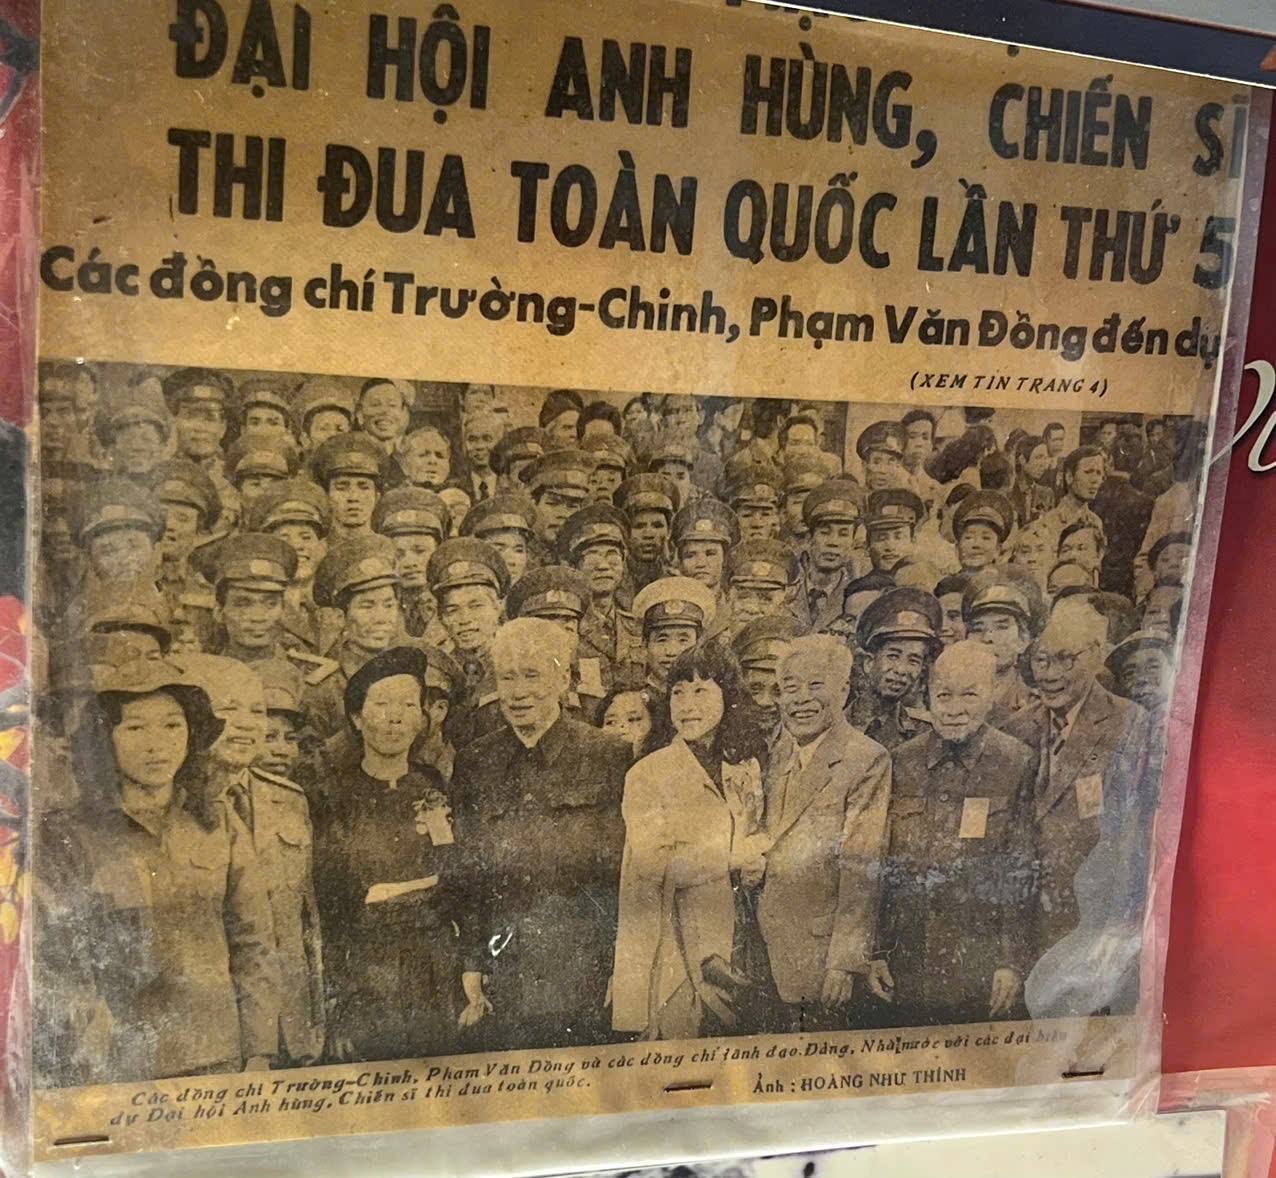 ĐẠI HỘI ANH HÙNG, CHIẾN SĨ
THI ĐUA TOÀN QUỐC LẦN THỨ 5
Các đồng chí Trường-Chinh, Phạm Văn Đồng đến dự
(XEM TIN TRANG 4)
Các đồng chí Trường-Chinh, Phạm Văn Đồng và các đồng chí lãnh đạo Đảng, Nhà nước với các đại biểu
dự Đại hội Anh hùng, Chiến sĩ thi đua toàn quốc.
Ảnh : HOÀNG NHƯ THÍNH